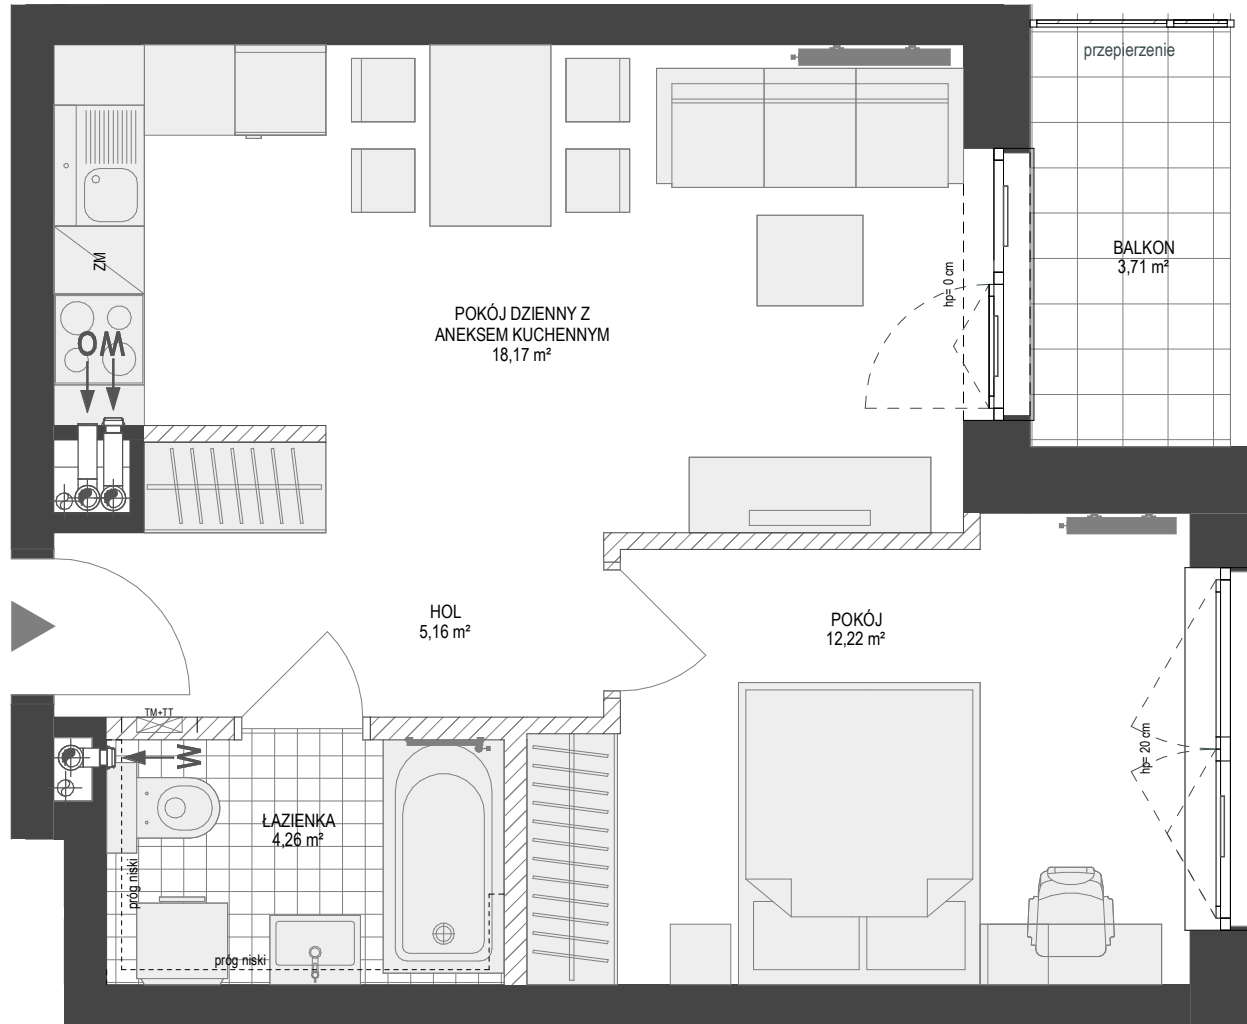 przepierzenie
BALKON
3,71 m²
ZM
hp= 0 cm
POKÓJ DZIENNY Z
ANEKSEM KUCHENNYM
18,17 m²
OW
HOL
5,16 m²
POKÓJ
12,22 m²
TM+TT
W
hp= 20 cm
ŁAZIENKA
4,26 m²
próg niski
próg niski